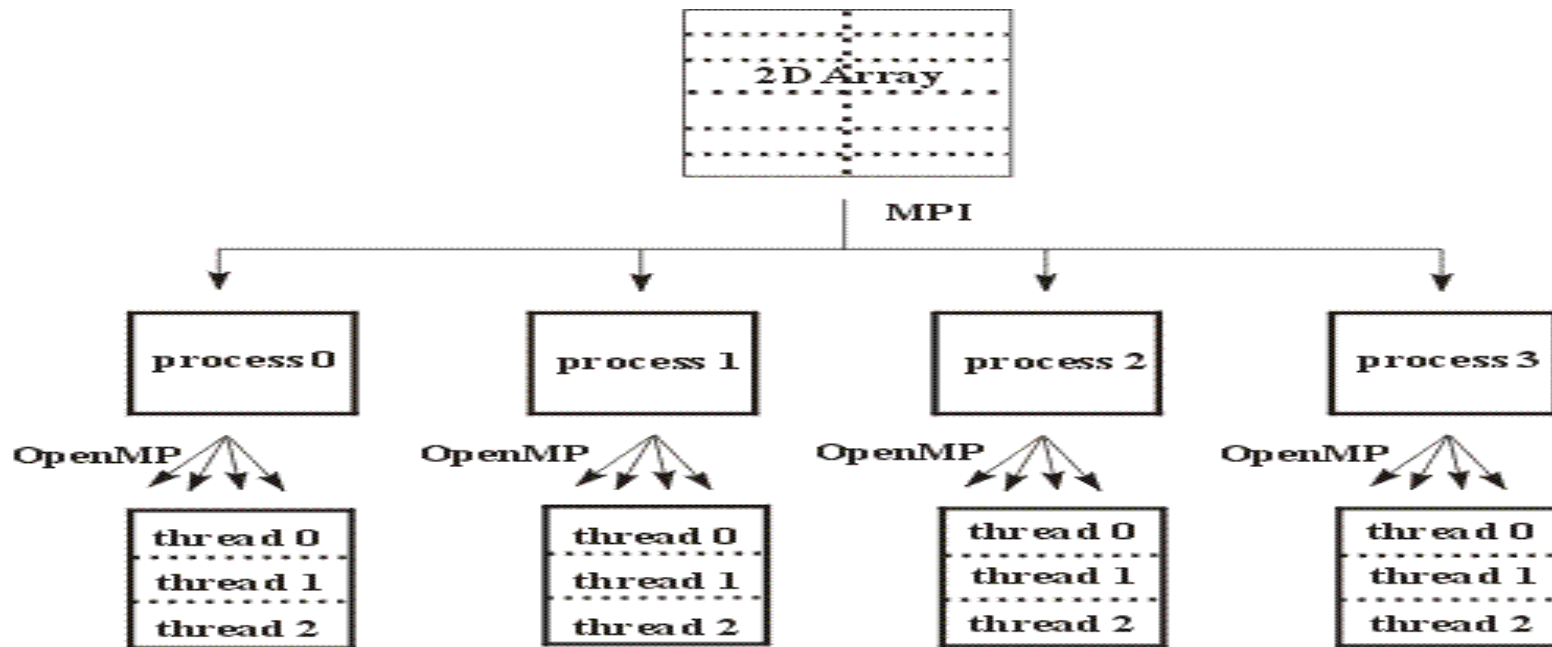 2D Array
MPI
process 0
process 1
process 2
process 3
OpenMP
OpenMP
OpenMP
OpenMP
thread 0
thread 1
thread 2
thread 0
thread 1
thread 2
thread 0
thread 1
thread 2
thread 0
thread 1
thread 2